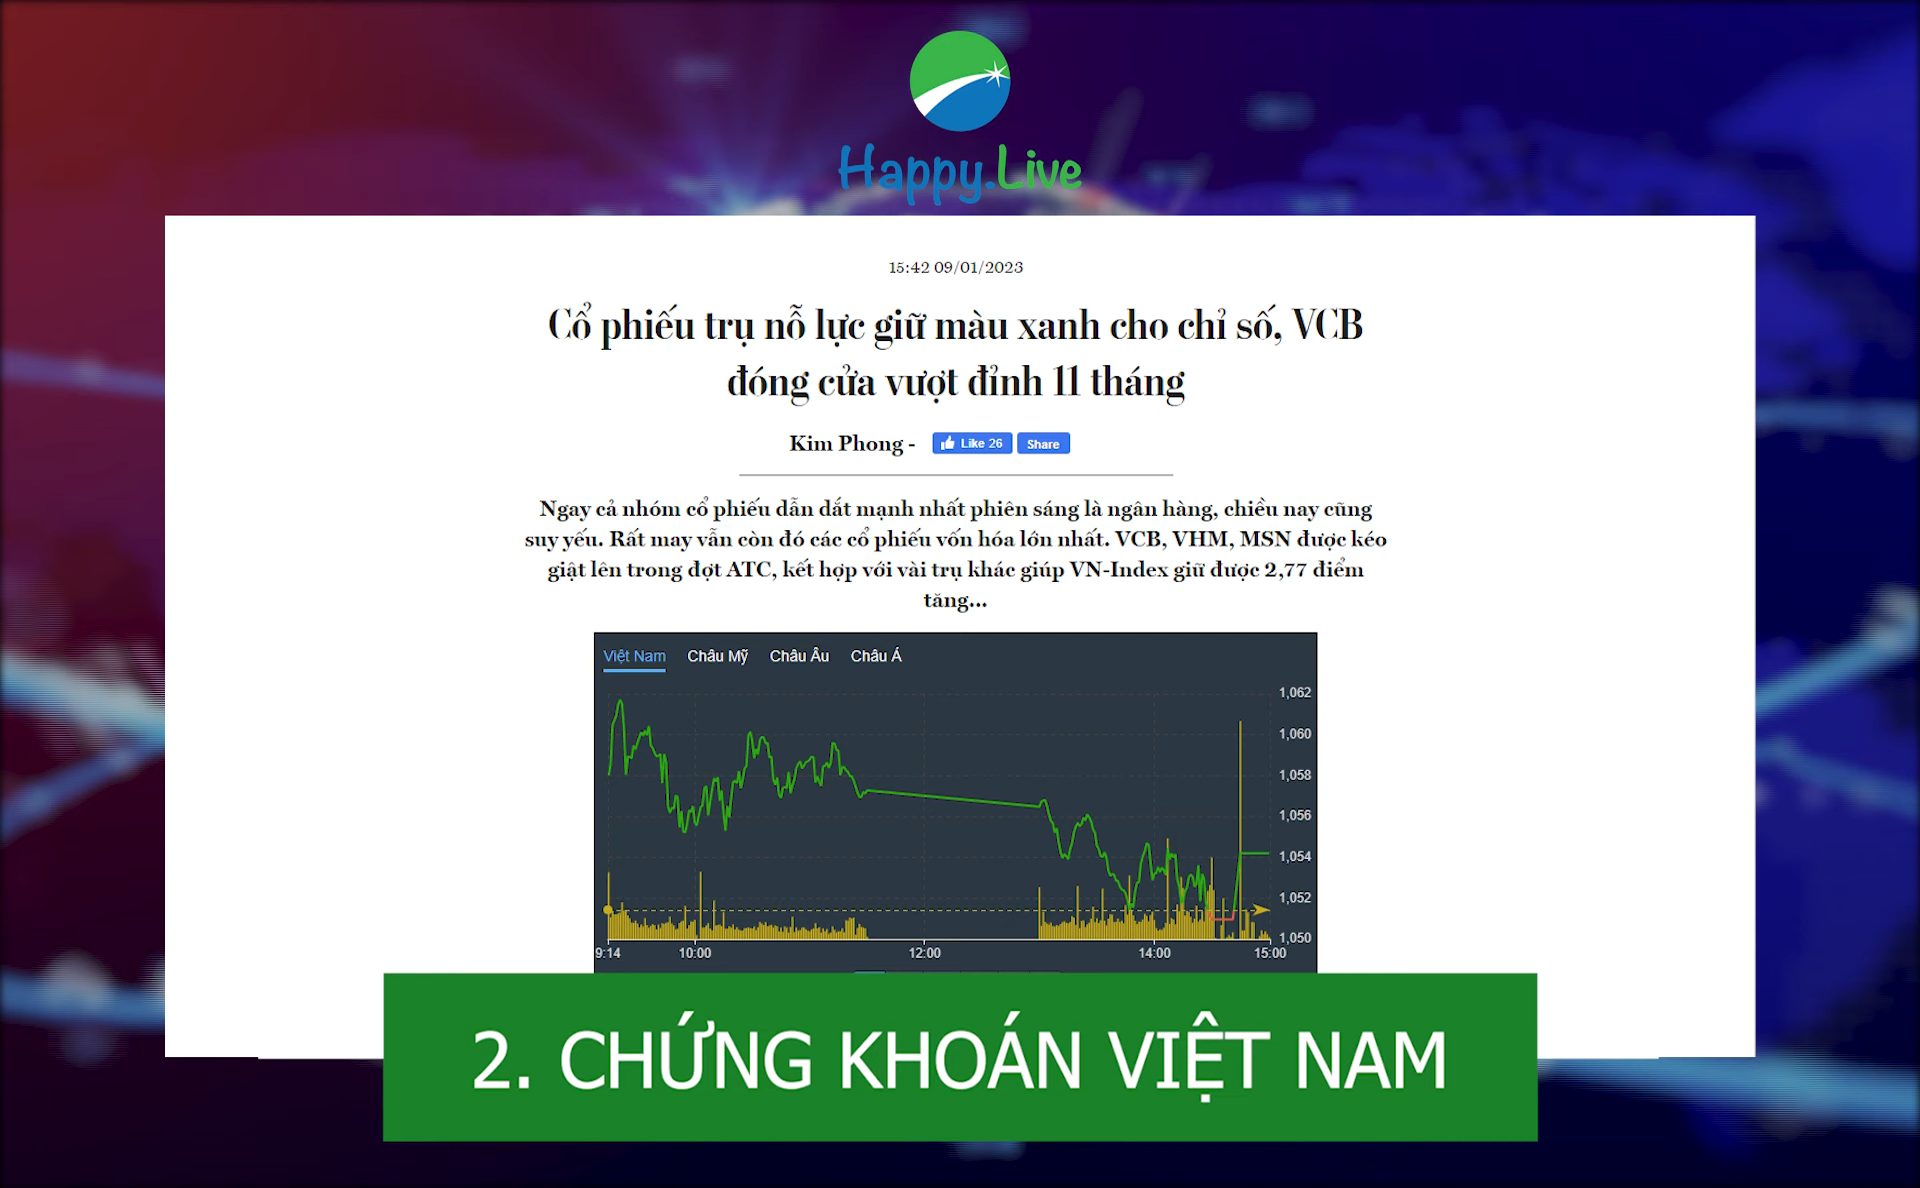 Happy.Live
15:42 09/01/2023
Cổ phiếu trụ nỗ lực giữ màu xanh cho chỉ số, VCB
đóng cửa vượt đỉnh 11 tháng
Kim Phong -
Like 26
Share
Ngay cả nhóm cổ phiếu dẫn dắt mạnh nhất phiên sáng là ngân hàng, chiều nay cũng
suy yếu. Rất may vẫn còn đó các cổ phiếu vốn hóa lớn nhất. VCB, VHM, MSN được kéo
giật lên trong đợt ATC, kết hợp với vài trụ khác giúp VN-Index giữ được 2,77 điểm
tăng...
Việt Nam Châu Mỹ Châu Âu Châu Á
1,062
1,060
1,058
1,056
1,054
1,052
1,050
9:14 10:00 12:00 14:00 15:00
2. CHỨNG KHOÁN VIỆT NAM